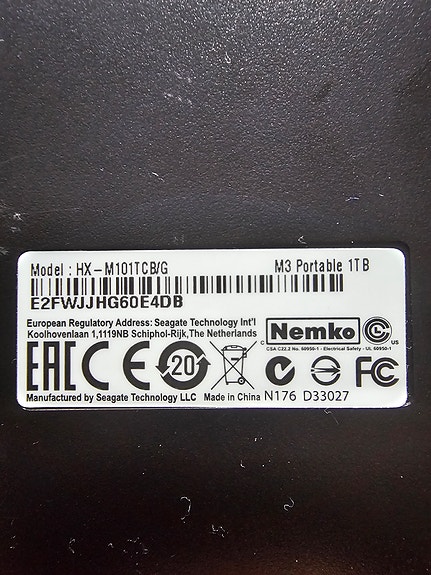 Model : HX-M101TCB/G M3 Portable 1TB
E2FWJJHG60E4DB
European Regulatory Address: Seagate Technology Int'l
Koolhovenlaan 1,1119NB Schiphol-Rijk,The Netherlands
Nemko
C US
CSA C22.2 No. 60950-1 - Electrical Safety - UL 60950-1
EAC CE 20 FC
Manufactured by Seagate Technology LLC Made in China N176 D33027